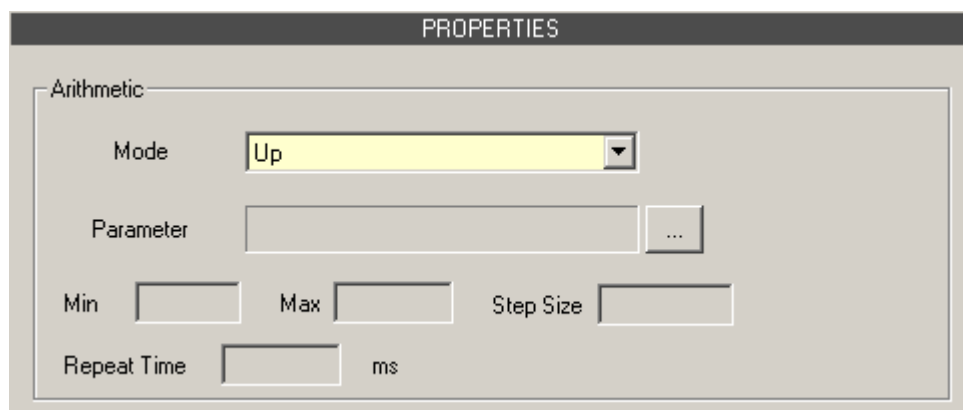 PROPERTIES
Arithmetic
Mode Up
Parameter ...
Min Max Step Size
Repeat Time ms